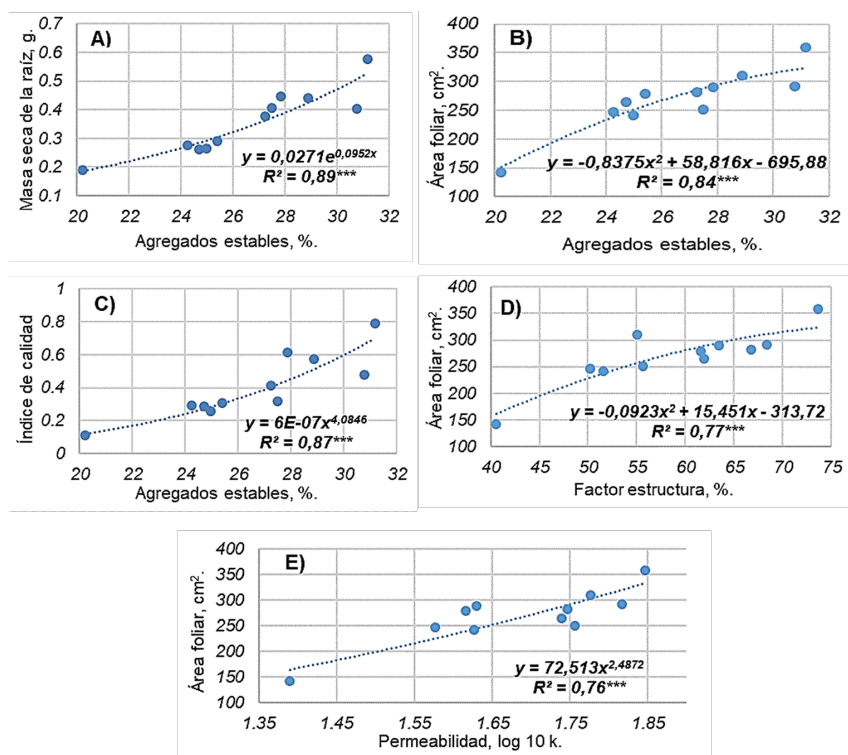 A)
Masa seca de la raíz, g.
0.7
0.6
0.5
0.4
0.3
0.2
0.1
20 22 24 26 28 30 32
Agregados estables, %.
y = 0,0271e^0,0952x
R² = 0,89***
B)
Área foliar, cm².
400
350
300
250
200
150
100
20 22 24 26 28 30 32
Agregados estables, %.
y = -0,8375x² + 58,816x - 695,88
R² = 0,84***
C)
Índice de calidad
1
0.8
0.6
0.4
0.2
0
20 22 24 26 28 30 32
Agregados estables, %.
y = 6E-07x^4,0846
R² = 0,87***
D)
Área foliar, cm².
400
350
300
250
200
150
100
40 45 50 55 60 65 70 75
Factor estructura, %.
y = -0,0923x² + 15,451x - 313,72
R² = 0,77***
E)
Área foliar, cm².
400
350
300
250
200
150
100
1.35 1.45 1.55 1.65 1.75 1.85
Permeabilidad, log 10 k.
y = 72,513x^2,4872
R² = 0,76***